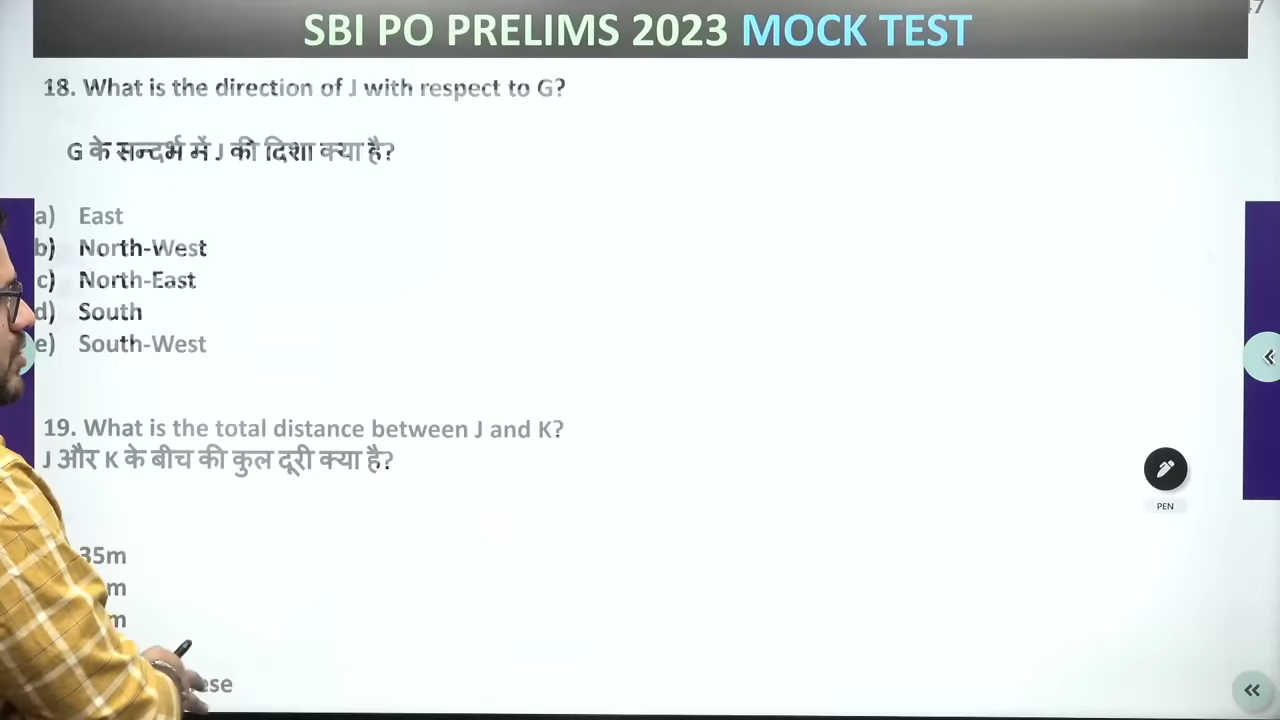 SBI PO PRELIMS 2023 MOCK TEST
18. What is the direction of J with respect to G?
G के सन्दर्भ में J की दिशा क्या है?
a) East
b) North-West
c) North-East
d) South
e) South-West
19. What is the total distance between J and K?
J और K के बीच की कुल दूरी क्या है?
35m
m
m
PEN